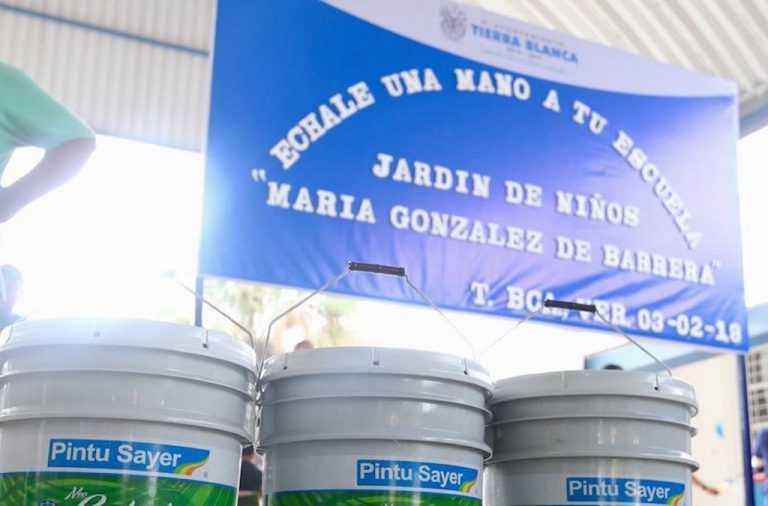 H. AYUNTAMIENTO
TIERRA BLANCA
ECHALE UNA MANO A TU ESCUELA
JARDIN DE NIÑOS
"MARIA GONZALEZ DE BARRERA"
T. BCA, VER. 03-02-18
Pintu Sayer
Pintu Sayer
Pintu Sayer